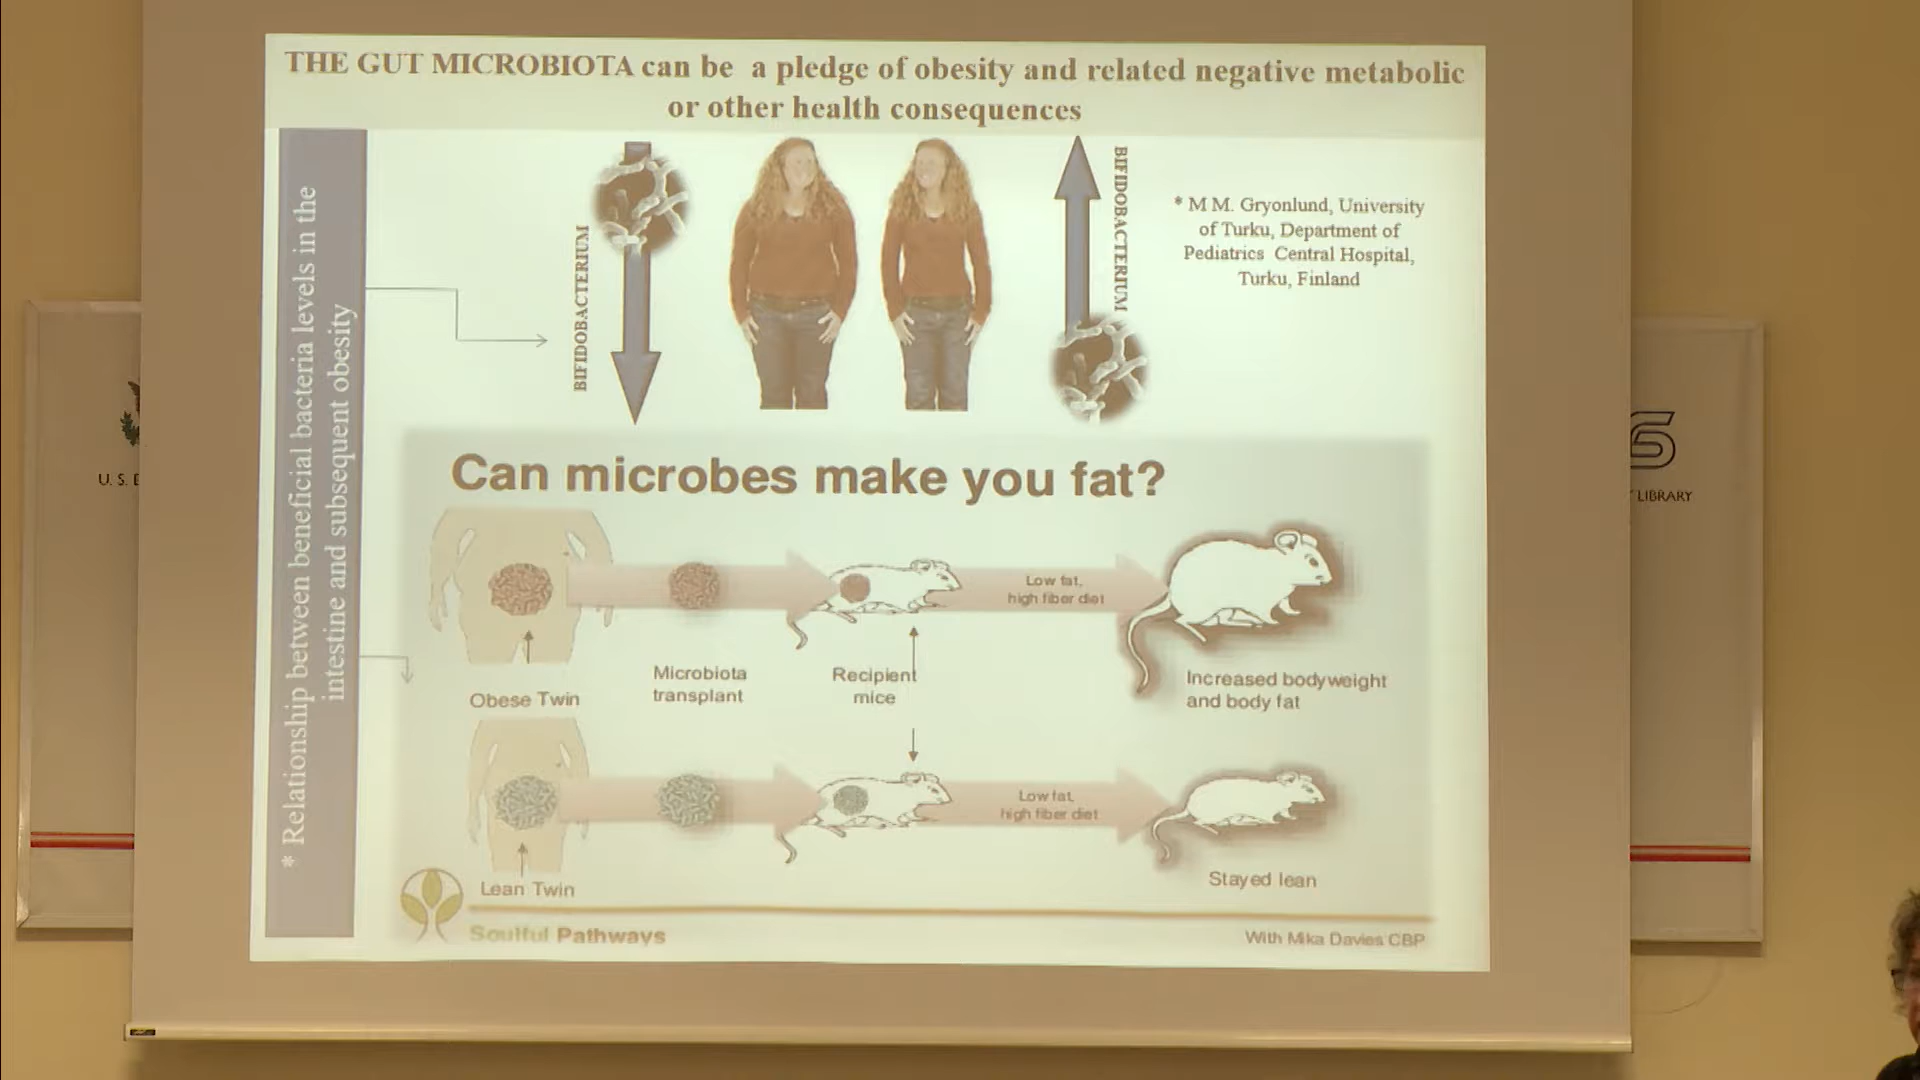 THE GUT MICROBIOTA can be a pledge of obesity and related negative metabolic
or other health consequences
* Relationship between beneficial bacteria levels in the
intestine and subsequent obesity
BIFIDOBACTERIUM
BIFIDOBACTERIUM
* M M. Gryonlund, University
of Turku, Department of
Pediatrics Central Hospital,
Turku, Finland
Can microbes make you fat?
Low fat,
high fiber diet
Obese Twin
Microbiota
transplant
Recipient
mice
Increased bodyweight
and body fat
Low fat,
high fiber diet
Lean Twin
Stayed lean
Soulful Pathways
With Mika Davies CBP
U. S. E
LIBRARY